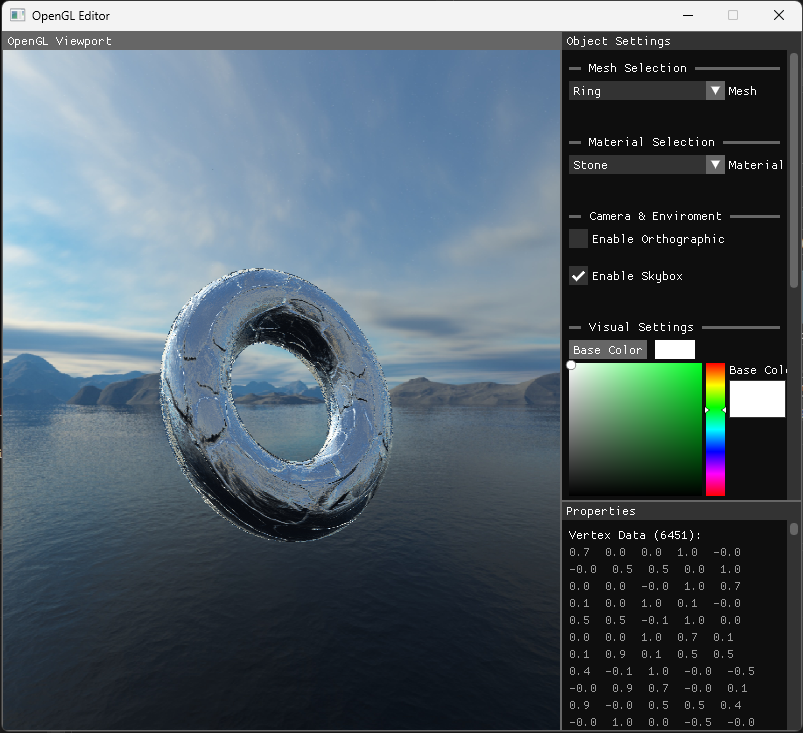 OpenGL Editor
OpenGL Viewport
Object Settings
Mesh Selection
Ring Mesh
Material Selection
Stone Material
Camera & Enviroment
Enable Orthographic
Enable Skybox
Visual Settings
Base Color
Base Colo
Properties
Vertex Data (6451):
0.7 0.0 0.0 1.0 -0.0
-0.0 0.5 0.5 0.0 1.0
0.0 0.0 -0.0 1.0 0.7
0.1 0.0 1.0 0.1 -0.0
0.5 0.5 -0.1 1.0 0.0
0.0 0.0 1.0 0.7 0.1
0.1 0.9 0.1 0.5 0.5
0.4 -0.1 1.0 -0.0 -0.5
-0.0 0.9 0.7 -0.0 0.1
0.9 -0.0 0.5 0.5 0.4
-0.0 1.0 0.0 -0.5 -0.0